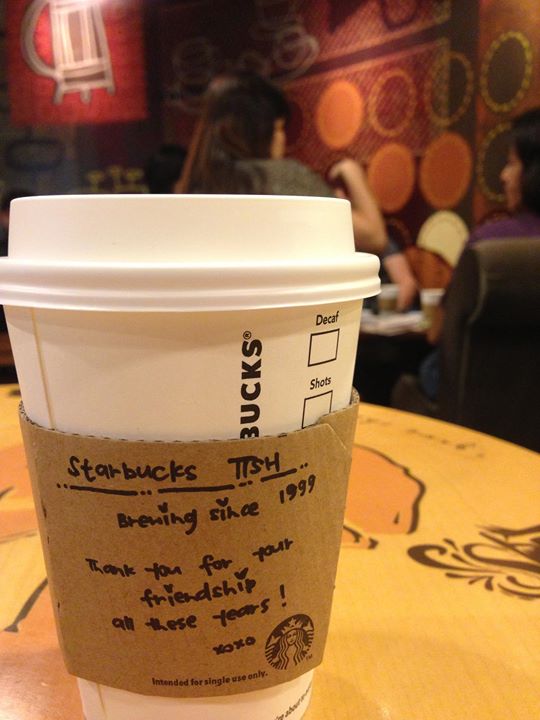 Decaf
Shots
BUCKS®
Starbucks TTSH
Brewing since 1999
Thank you for your
friendship
all these years!
xoxo
TM
Intended for single use only.